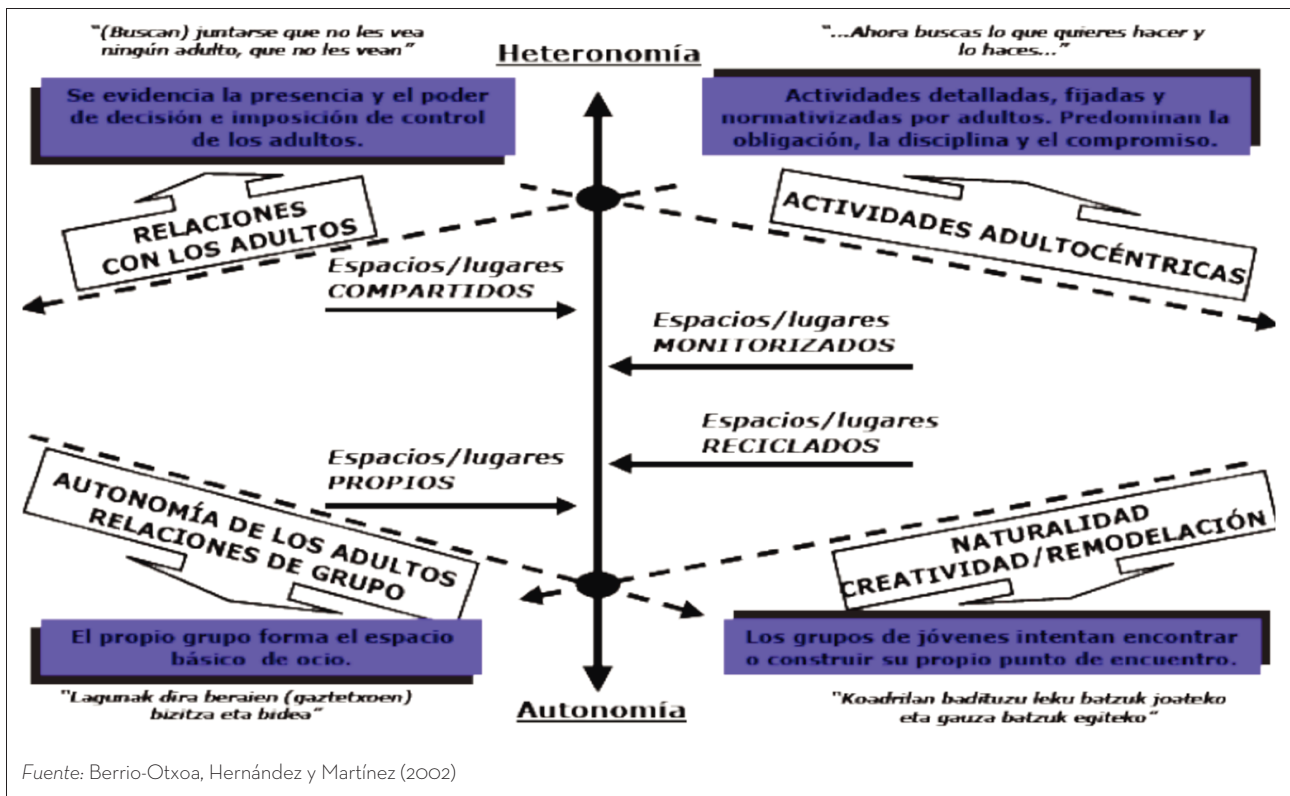 "(Buscan) juntarse que no les vea
ningún adulto, que no les vean"
Heteronomía
"...Ahora buscas lo que quieres hacer y
lo haces..."
Se evidencia la presencia y el poder
de decisión e imposición de control
de los adultos.
Actividades detalladas, fijadas y
normativizadas por adultos. Predominan la
obligación, la disciplina y el compromiso.
RELACIONES
CON LOS ADULTOS
ACTIVIDADES ADULTOCÉNTRICAS
Espacios/lugares
COMPARTIDOS
Espacios/lugares
MONITORIZADOS
Espacios/lugares
RECICLADOS
Espacios/lugares
PROPIOS
AUTONOMÍA DE LOS ADULTOS
RELACIONES DE GRUPO
NATURALIDAD
CREATIVIDAD/REMODELACIÓN
El propio grupo forma el espacio
básico de ocio.
Los grupos de jóvenes intentan encontrar
o construir su propio punto de encuentro.
"Lagunak dira beraien (gaztetxoen)
bizitza eta bidea"
Autonomía
"Koadrilan badituzu leku batzuk joateko
eta gauza batzuk egiteko"
Fuente: Berrio-Otxoa, Hernández y Martínez (2002)